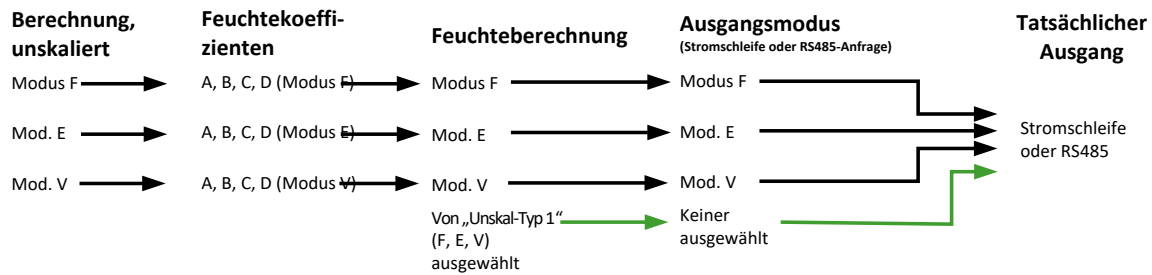 Berechnung,
unskaliert
Feuchtekoeffi-
zienten
Feuchteberechnung
Ausgangsmodus
(Stromschleife oder RS485-Anfrage)
Tatsächlicher
Ausgang
Modus F
A, B, C, D (Modus F)
Modus F
Modus F
Mod. E
A, B, C, D (Modus E)
Mod. E
Mod. E
Stromschleife
oder RS485
Mod. V
A, B, C, D (Modus V)
Mod. V
Mod. V
Von „Unskal-Typ 1“
(F, E, V)
ausgewählt
Keiner
ausgewählt